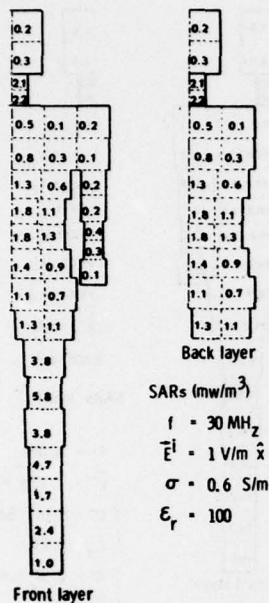 0.2
0.3
2.1
2.2
0.5 0.1 0.2
0.8 0.3 0.1
1.3 0.6 0.2
1.8 1.1 0.2
1.8 1.3 0.4
0.3
1.4 0.9 0.1
1.1 0.7
1.3 1.1
3.8
5.8
3.8
4.7
2.4
1.0
Front layer
0.2
0.3
2.1
2.2
0.5 0.1
0.8 0.3
1.3 0.6
1.8 1.1
1.8 1.3
1.4 0.9
1.1 0.7
1.3 1.1
Back layer
SARs (mw/m³)
f = 30 MHz
E⃗ⁱ = 1 V/m x̂
σ = 0.6 S/m
εr = 100